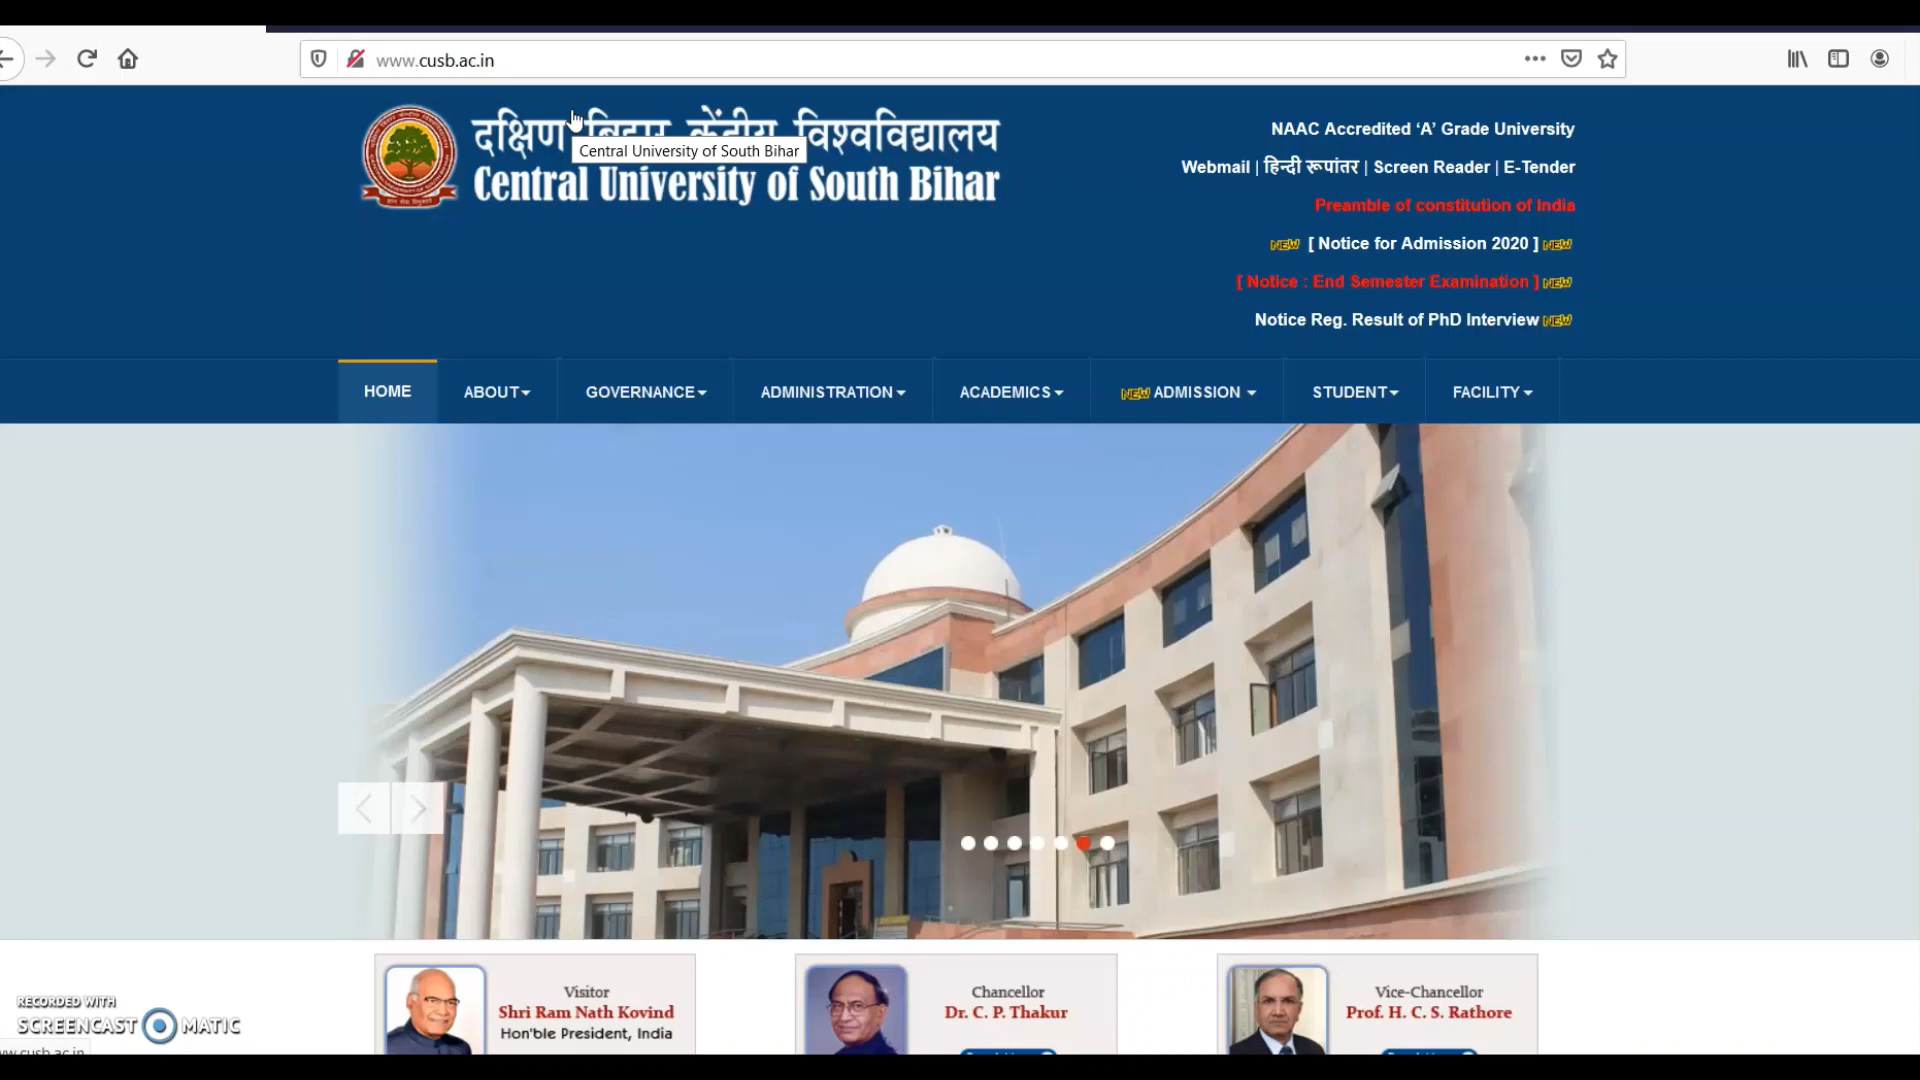 www.cusb.ac.in
दक्षिण बिहार केंद्रीय विश्वविद्यालय
Central University of South Bihar
Central University of South Bihar
NAAC Accredited ‘A’ Grade University
Webmail | हिन्दी रूपांतर | Screen Reader | E-Tender
Preamble of constitution of India
NEW [ Notice for Admission 2020 ] NEW
[ Notice : End Semester Examination ] NEW
Notice Reg. Result of PhD Interview NEW
HOME ABOUT GOVERNANCE ADMINISTRATION ACADEMICS NEW ADMISSION STUDENT FACILITY
Visitor
Shri Ram Nath Kovind
Hon'ble President, India
Chancellor
Dr. C. P. Thakur
Vice-Chancellor
Prof. H. C. S. Rathore
RECORDED WITH
SCREENCAST MATIC